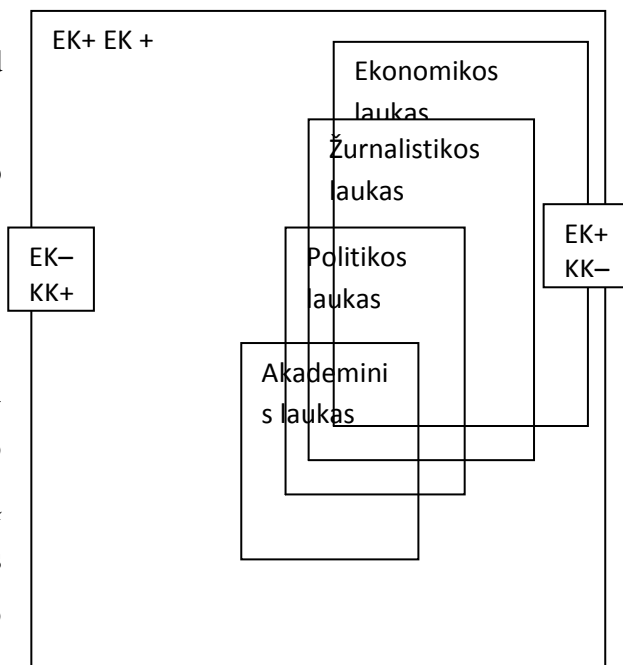 EK+ EK +
Ekonomikos
laukas
Žurnalistikos
laukas
EK+
KK–
EK–
KK+
Politikos
laukas
Akademini
s laukas